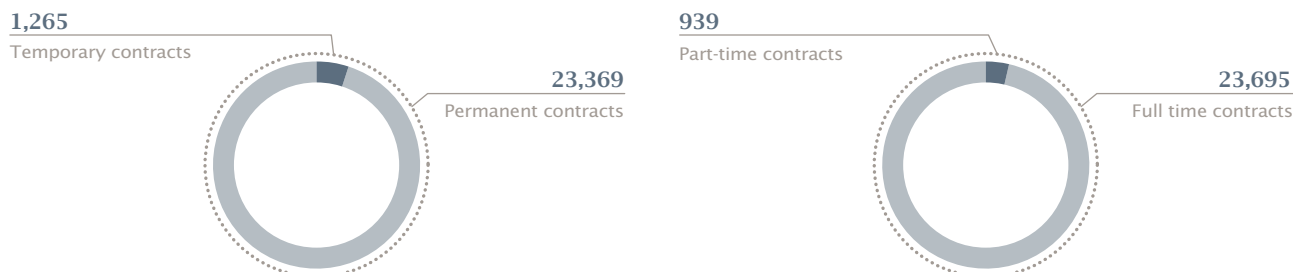 1,265
Temporary contracts
23,369
Permanent contracts
939
Part-time contracts
23,695
Full time contracts